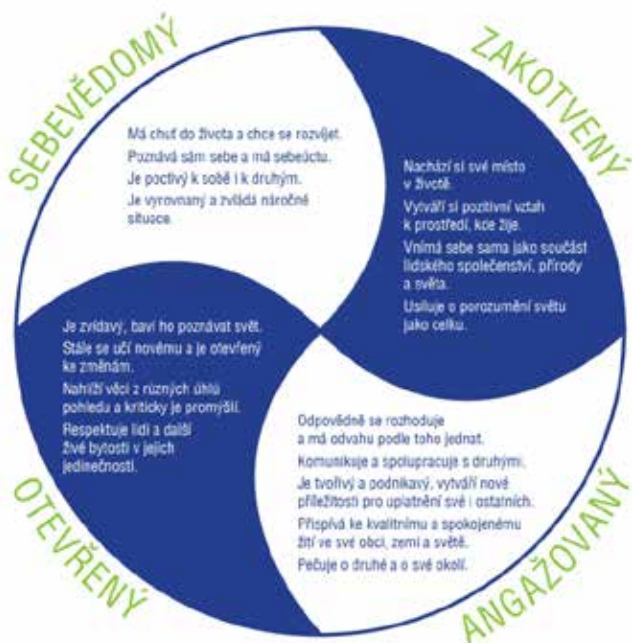 SEBEVĚDOMÝ
Má chuť do života a chce se rozvíjet.
Poznává sám sebe a má sebeúctu.
Je poctivý k sobě i k druhým.
Je vyrovnaný a zvládá náročné
situace.
ZAKOTVENÝ
Nachází si své místo
v životě.
Vytváří si pozitivní vztah
k prostředí, kde žije.
Vnímá sebe sama jako součást
lidského společenství, přírody
a světa.
Usiluje o porozumění světu
jako celku.
OTEVŘENÝ
Je zvídavý, baví ho poznávat svět.
Stále se učí novému a je otevřený
ke změnám.
Nahlíží věci z různých úhlů
pohledu a kriticky je promýšlí.
Respektuje lidi a další
živé bytosti v jejich
jedinečnosti.
ANGAŽOVANÝ
Odpovědně se rozhoduje
a má odvahu podle toho jednat.
Komunikuje a spolupracuje s druhými.
Je tvořivý a podnikavý, vytváří nové
příležitosti pro uplatnění své i ostatních.
Přispívá ke kvalitnímu a spokojenému
žití ve své obci, zemi a světě.
Pečuje o druhé a o své okolí.